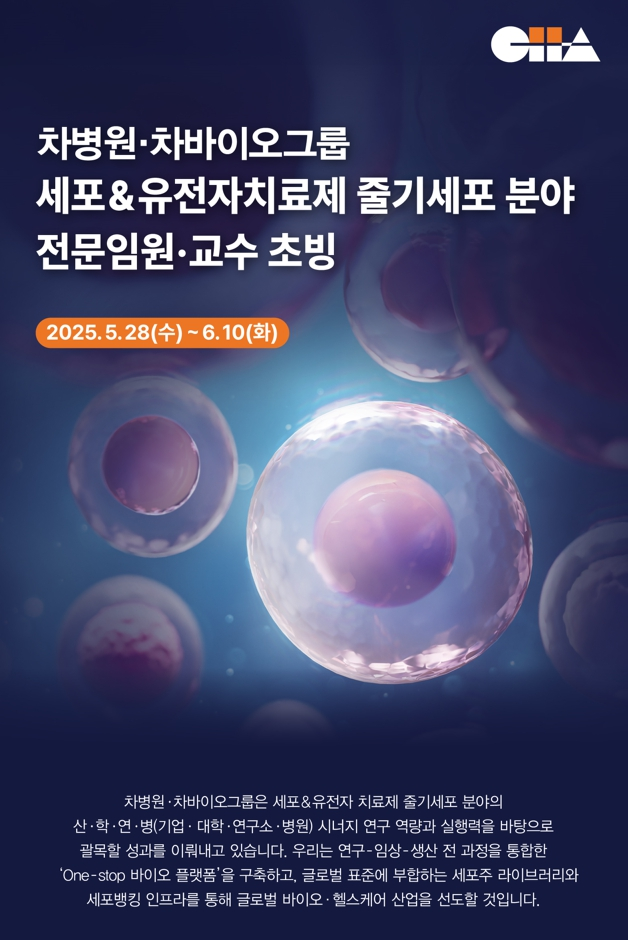 CHA
차병원·차바이오그룹
세포&유전자치료제 줄기세포 분야
전문임원·교수 초빙
2025. 5. 28(수) ~ 6. 10(화)
차병원·차바이오그룹은 세포&유전자 치료제 줄기세포 분야의
산·학·연·병(기업· 대학·연구소·병원) 시너지 연구 역량과 실행력을 바탕으로
괄목할 성과를 이뤄내고 있습니다. 우리는 연구-임상-생산 전 과정을 통합한
‘One-stop 바이오 플랫폼’을 구축하고, 글로벌 표준에 부합하는 세포주 라이브러리와
세포뱅킹 인프라를 통해 글로벌 바이오·헬스케어 산업을 선도할 것입니다.